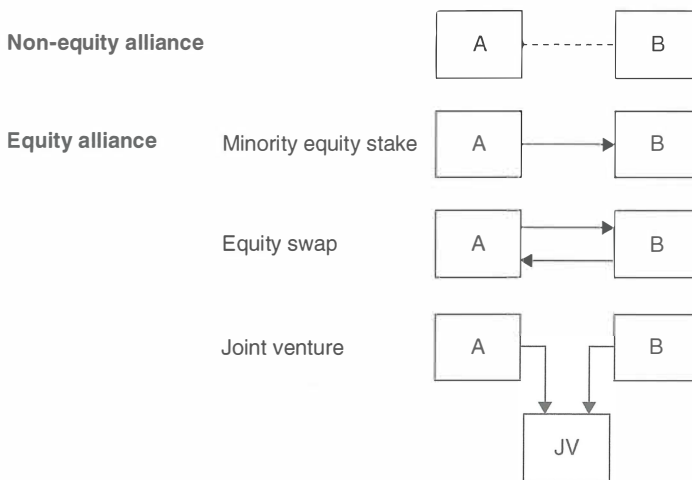 Non-equity alliance A B
Equity alliance Minority equity stake A B
Equity swap A B
Joint venture A B
JV